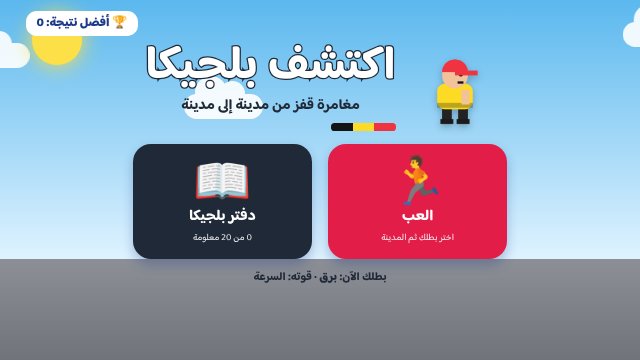 🏆 أفضل نتيجة: 0
اكتشف بلجيكا
مغامرة قفز من مدينة إلى مدينة
العب
اختر بطلك ثم المدينة
دفتر بلجيكا
0 من 20 معلومة
بطلك الآن: برق · قوته: السرعة